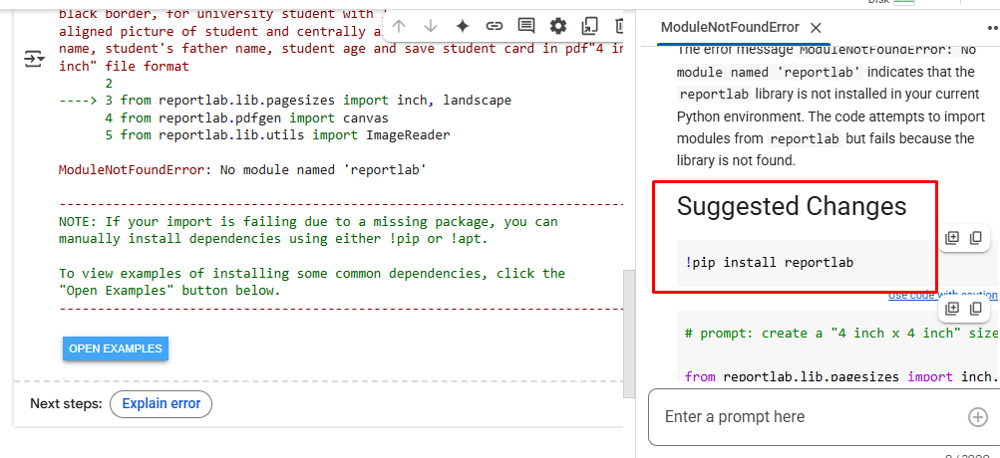 Disk
black border, for university student with
aligned picture of student and centrally a
name, student's father name, student age and save student card in pdf"4 in
inch" file format
2
----> 3 from reportlab.lib.pagesizes import inch, landscape
4 from reportlab.pdfgen import canvas
5 from reportlab.lib.utils import ImageReader
ModuleNotFoundError: No module named 'reportlab'
---------------------------------------------------------------------------
NOTE: If your import is failing due to a missing package, you can
manually install dependencies using either !pip or !apt.
To view examples of installing some common dependencies, click the
"Open Examples" button below.
---------------------------------------------------------------------------
OPEN EXAMPLES
Next steps:
Explain error
ModuleNotFoundError
The error message ModuleNotFoundError: No
module named 'reportlab' indicates that the
reportlab library is not installed in your current
Python environment. The code attempts to import
modules from reportlab but fails because the
library is not found.
Suggested Changes
!pip install reportlab
Use code with caution
# prompt: create a "4 inch x 4 inch" size
from reportlab.lib.pagesizes import inch,
Enter a prompt here
0 / 2000